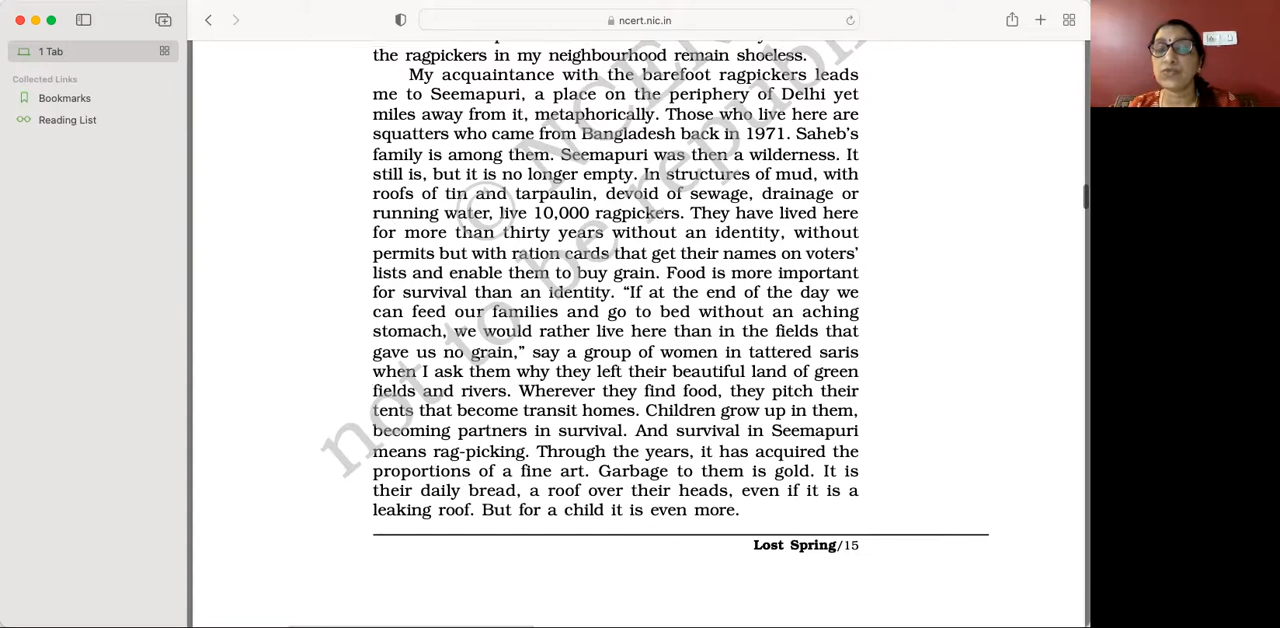 ncert.nic.in
1 Tab
Collected Links
Bookmarks
Reading List
the ragpickers in my neighbourhood remain shoeless.
My acquaintance with the barefoot ragpickers leads
me to Seemapuri, a place on the periphery of Delhi yet
miles away from it, metaphorically. Those who live here are
squatters who came from Bangladesh back in 1971. Saheb's
family is among them. Seemapuri was then a wilderness. It
still is, but it is no longer empty. In structures of mud, with
roofs of tin and tarpaulin, devoid of sewage, drainage or
running water, live 10,000 ragpickers. They have lived here
for more than thirty years without an identity, without
permits but with ration cards that get their names on voters'
lists and enable them to buy grain. Food is more important
for survival than an identity. “If at the end of the day we
can feed our families and go to bed without an aching
stomach, we would rather live here than in the fields that
gave us no grain,” say a group of women in tattered saris
when I ask them why they left their beautiful land of green
fields and rivers. Wherever they find food, they pitch their
tents that become transit homes. Children grow up in them,
becoming partners in survival. And survival in Seemapuri
means rag-picking. Through the years, it has acquired the
proportions of a fine art. Garbage to them is gold. It is
their daily bread, a roof over their heads, even if it is a
leaking roof. But for a child it is even more.
Lost Spring/15
© NCER
not to be republi